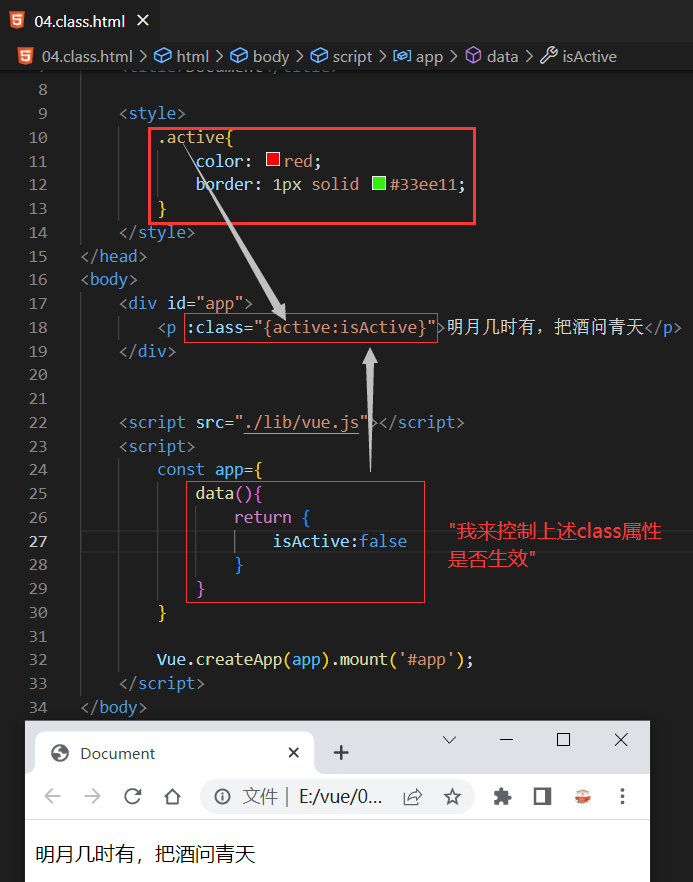 04.class.html
04.class.html > html > body > script > app > data > isActive
<title>Document</title>
8
9 <style>
10 .active{
11 color: red;
12 border: 1px solid #33ee11;
13 }
14 </style>
15 </head>
16 <body>
17 <div id="app">
18 <p :class="{active:isActive}">明月几时有，把酒问青天</p>
19 </div>
20
21
22 <script src="./lib/vue.js"></script>
23 <script>
24 const app={
25 data(){
26 return {
27 isActive:false
28 }
29 }
30 }
31
32 Vue.createApp(app).mount('#app');
33 </script>
34 </body>
"我来控制上述class属性
是否生效"
Document
文件 | E:/vue/0...
明月几时有，把酒问青天